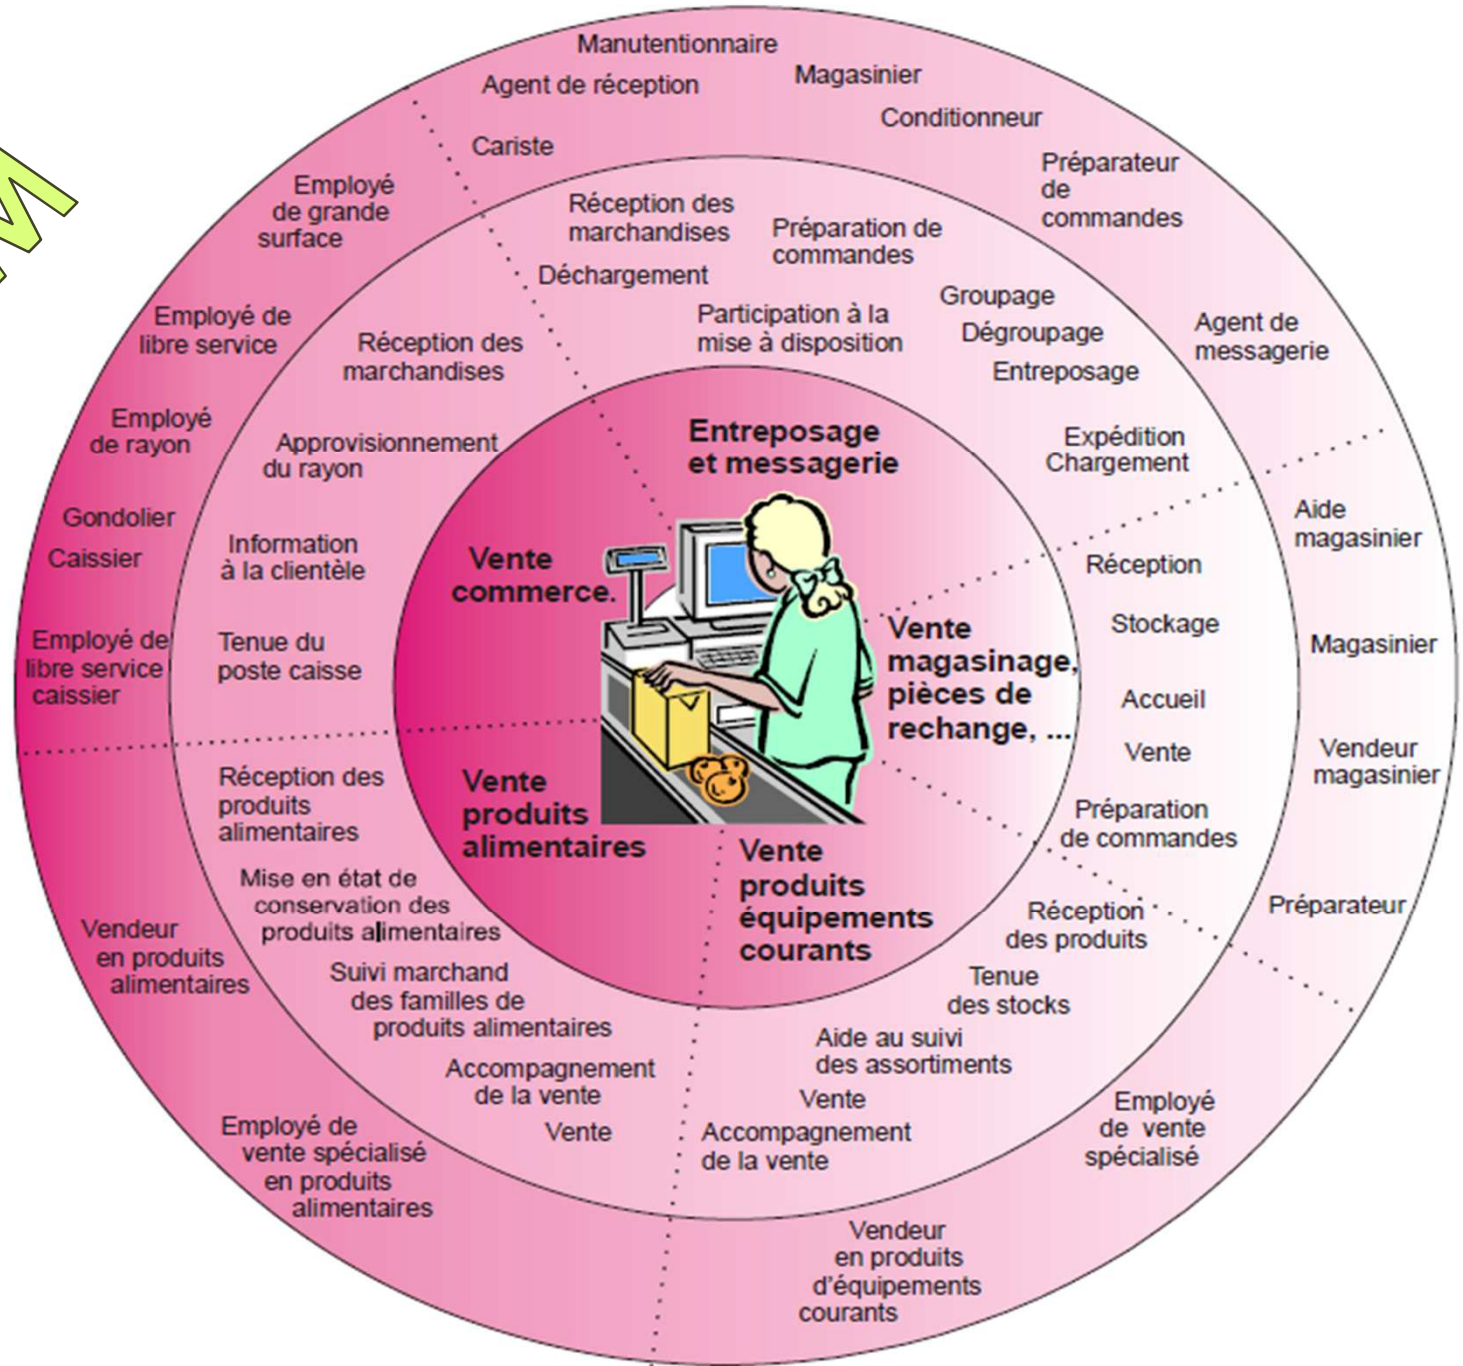 M
Manutentionnaire
Agent de réception
Magasinier
Conditionneur
Cariste
Préparateur
de
commandes
Agent de
messagerie
Réception des
marchandises
Déchargement
Préparation de
commandes
Participation à la
mise à disposition
Groupage
Dégroupage
Entreposage
Expédition
Chargement
Entreposage
et messagerie
Aide
magasinier
Magasinier
Vendeur
magasinier
Préparateur
Réception
Stockage
Accueil
Vente
Préparation
de commandes
Vente
magasinage,
pièces de
rechange, ...
Employé
de vente
spécialisé
Vendeur
en produits
d'équipements
courants
Réception
des produits
Tenue
des stocks
Aide au suivi
des assortiments
Vente
Accompagnement
de la vente
Vente
produits
équipements
courants
Vendeur
en produits
alimentaires
Employé de
vente spécialisé
en produits
alimentaires
Réception des
produits
alimentaires
Mise en état de
conservation des
produits alimentaires
Suivi marchand
des familles de
produits alimentaires
Accompagnement
de la vente
Vente
Vente
produits
alimentaires
Employé
de grande
surface
Employé de
libre service
Employé
de rayon
Gondolier
Caissier
Employé de
libre service
caissier
Réception des
marchandises
Approvisionnement
du rayon
Information
à la clientèle
Tenue du
poste caisse
Vente
commerce.